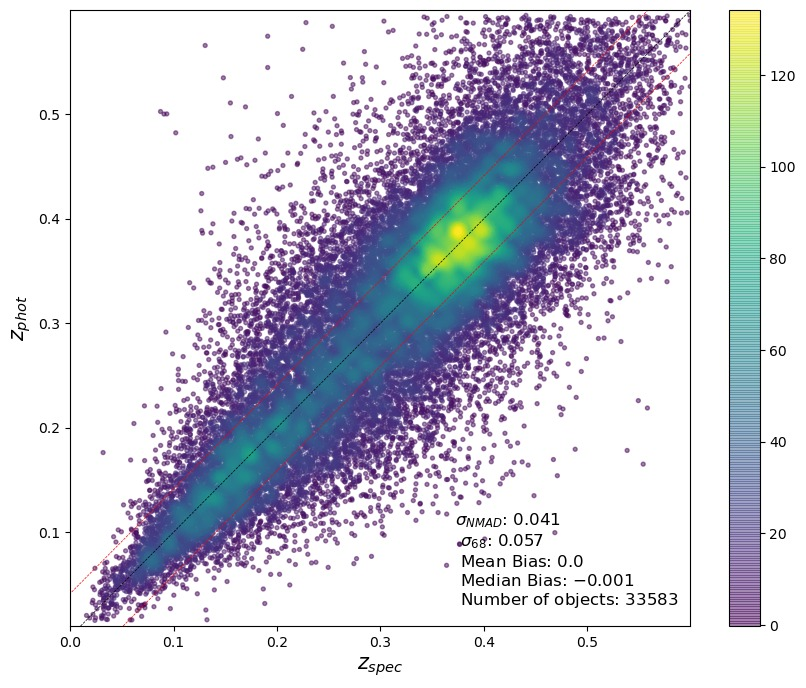 0.5
0.4
0.3
0.2
0.1
z_phot
0.0 0.1 0.2 0.3 0.4 0.5
z_spec
σ_NMAD: 0.041
σ_68: 0.057
Mean Bias: 0.0
Median Bias: −0.001
Number of objects: 33583
120
100
80
60
40
20
0